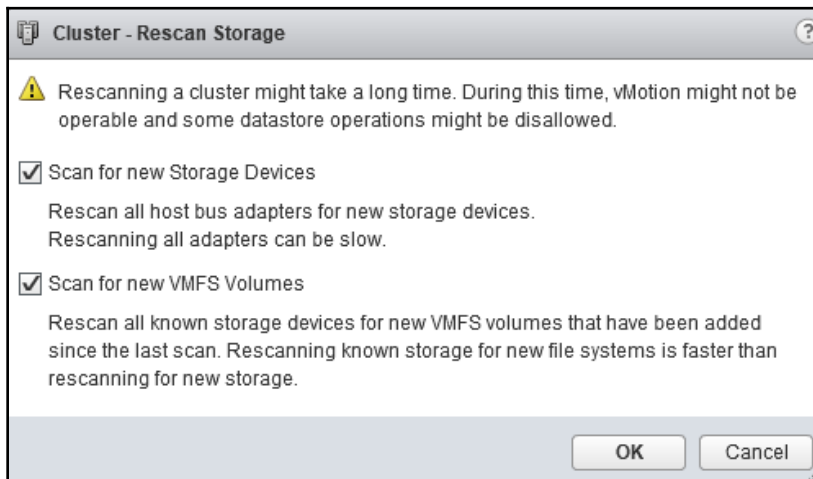 Cluster - Rescan Storage
?
Rescanning a cluster might take a long time. During this time, vMotion might not be
operable and some datastore operations might be disallowed.
Scan for new Storage Devices
Rescan all host bus adapters for new storage devices.
Rescanning all adapters can be slow.
Scan for new VMFS Volumes
Rescan all known storage devices for new VMFS volumes that have been added
since the last scan. Rescanning known storage for new file systems is faster than
rescanning for new storage.
OK Cancel